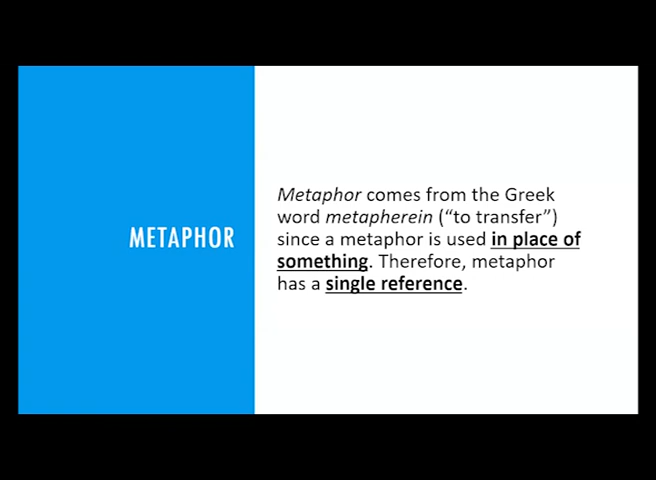 METAPHOR
Metaphor comes from the Greek
word metapherein (“to transfer”)
since a metaphor is used in place of
something. Therefore, metaphor
has a single reference.